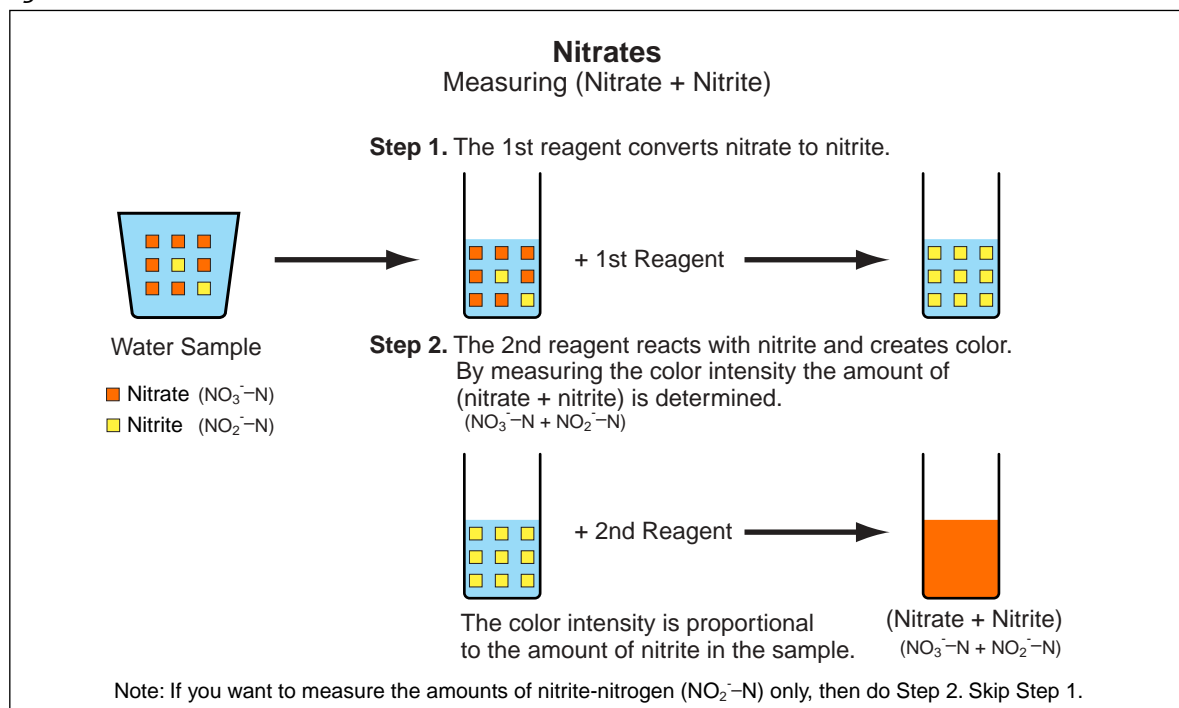 Nitrates
Measuring (Nitrate + Nitrite)
Step 1. The 1st reagent converts nitrate to nitrite.
+ 1st Reagent
Water Sample
Nitrate (NO₃⁻–N)
Nitrite (NO₂⁻–N)
Step 2. The 2nd reagent reacts with nitrite and creates color.
By measuring the color intensity the amount of
(nitrate + nitrite) is determined.
(NO₃⁻–N + NO₂⁻–N)
+ 2nd Reagent
The color intensity is proportional
to the amount of nitrite in the sample.
(Nitrate + Nitrite)
(NO₃⁻–N + NO₂⁻–N)
Note: If you want to measure the amounts of nitrite-nitrogen (NO₂⁻–N) only, then do Step 2. Skip Step 1.